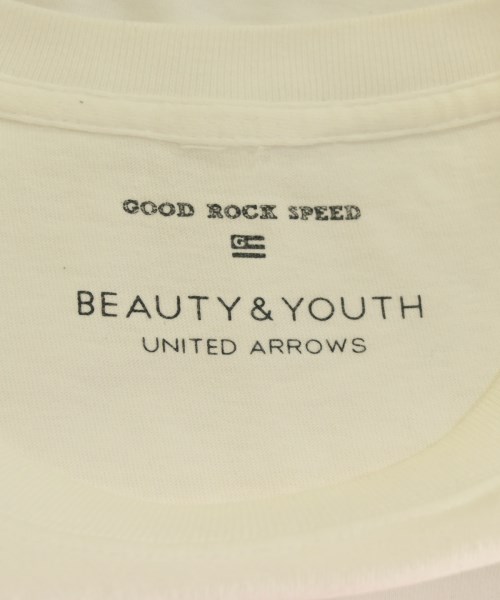 GOOD ROCK SPEED
G
BEAUTY&YOUTH
UNITED ARROWS